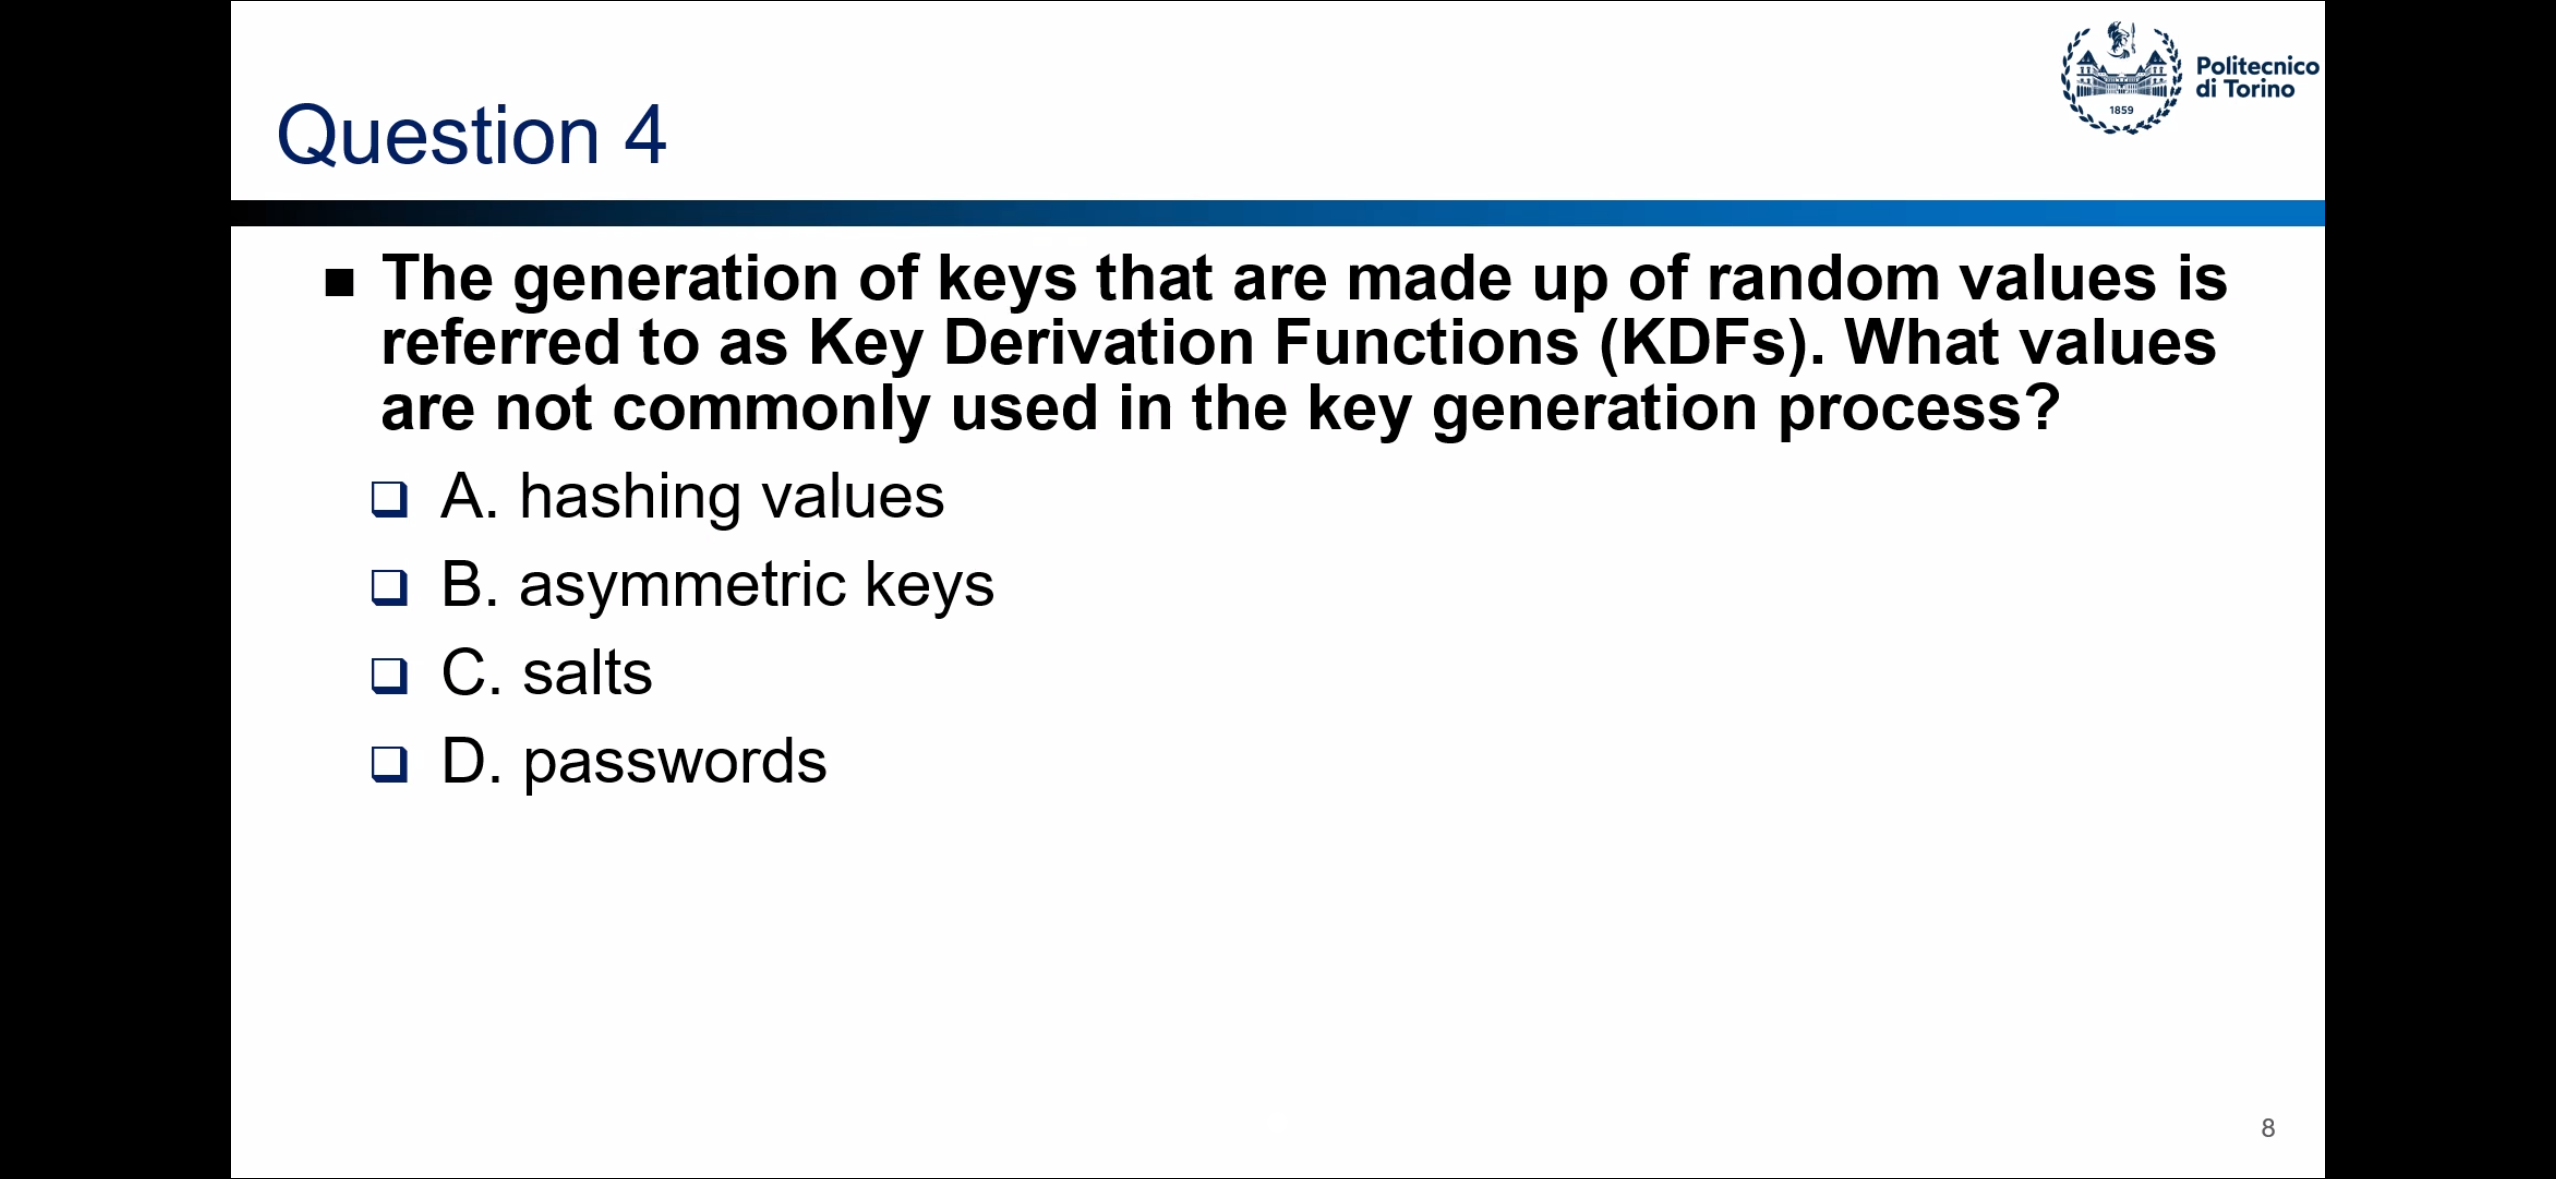 Politecnico
di Torino
1859
Question 4
The generation of keys that are made up of random values is
referred to as Key Derivation Functions (KDFs). What values
are not commonly used in the key generation process?
A. hashing values
B. asymmetric keys
C. salts
D. passwords
8